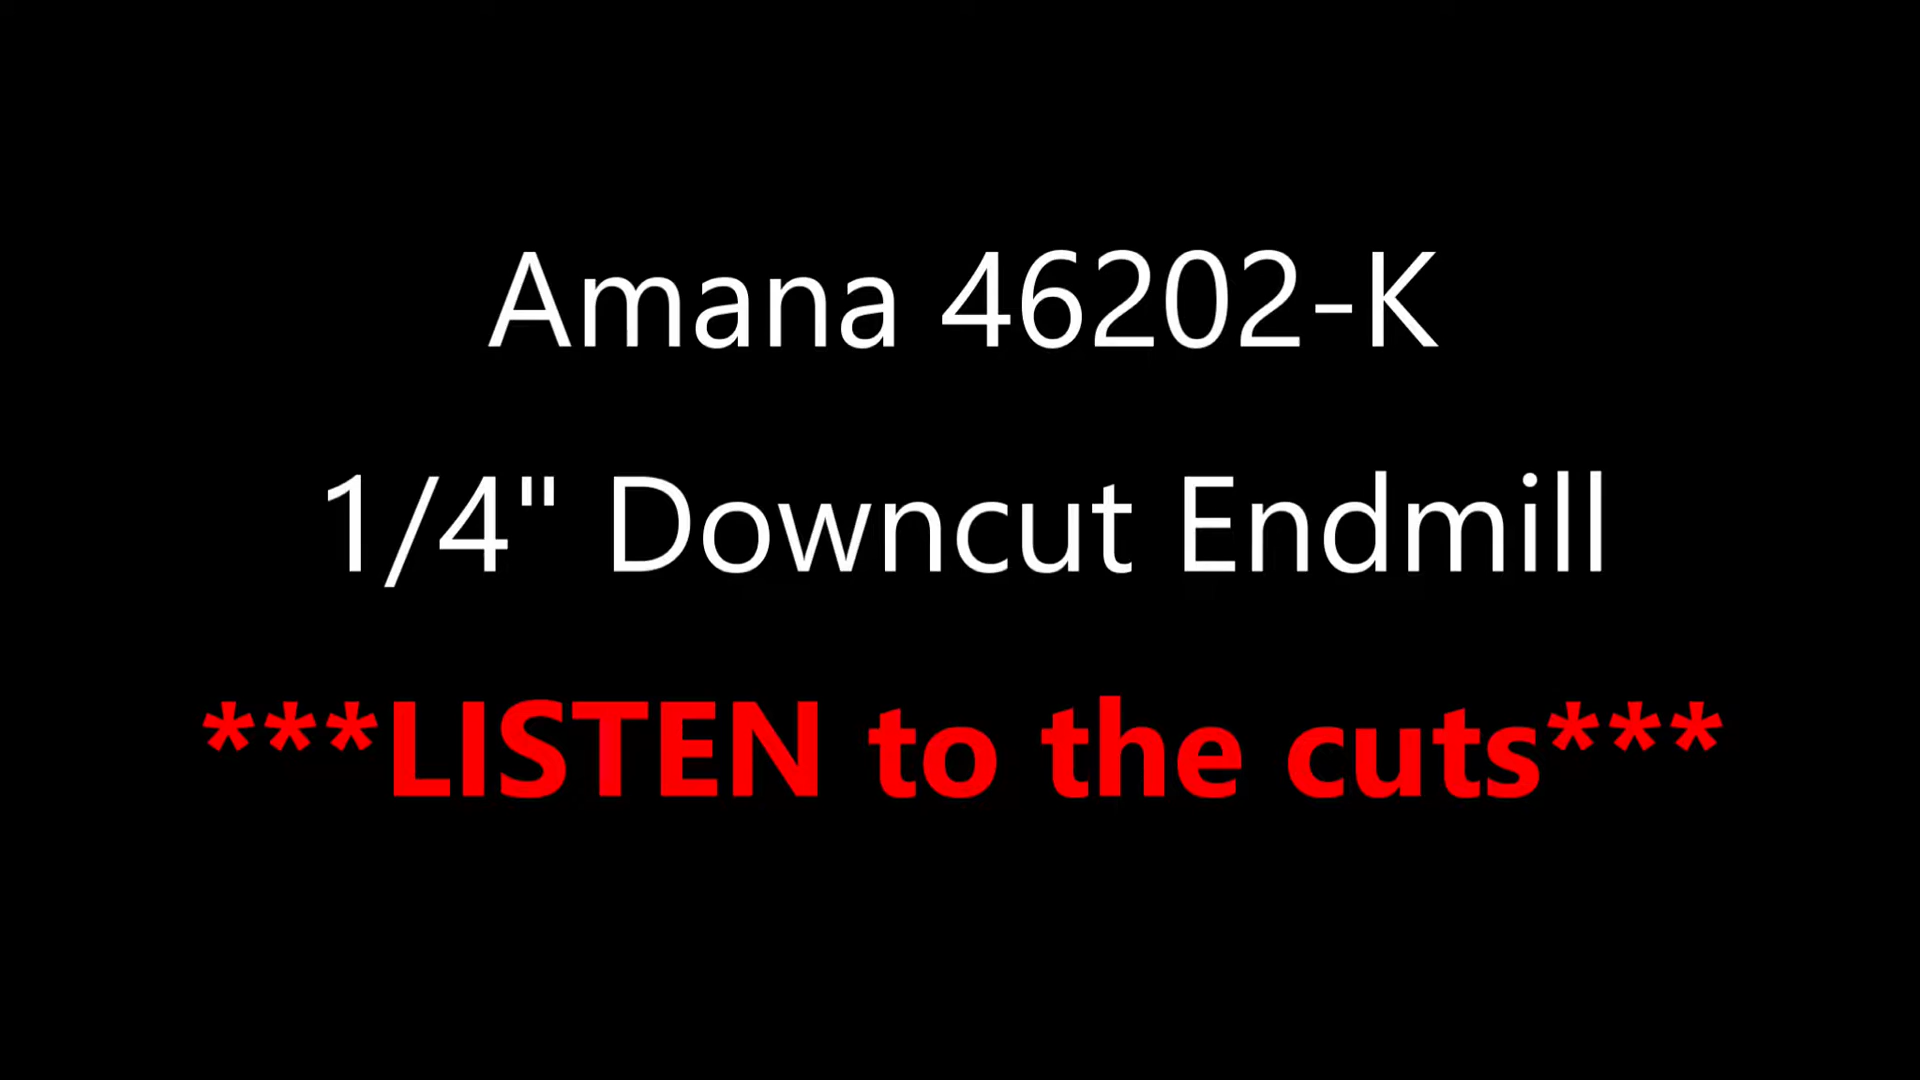 Amana 46202-K
1/4" Downcut Endmill
***LISTEN to the cuts***